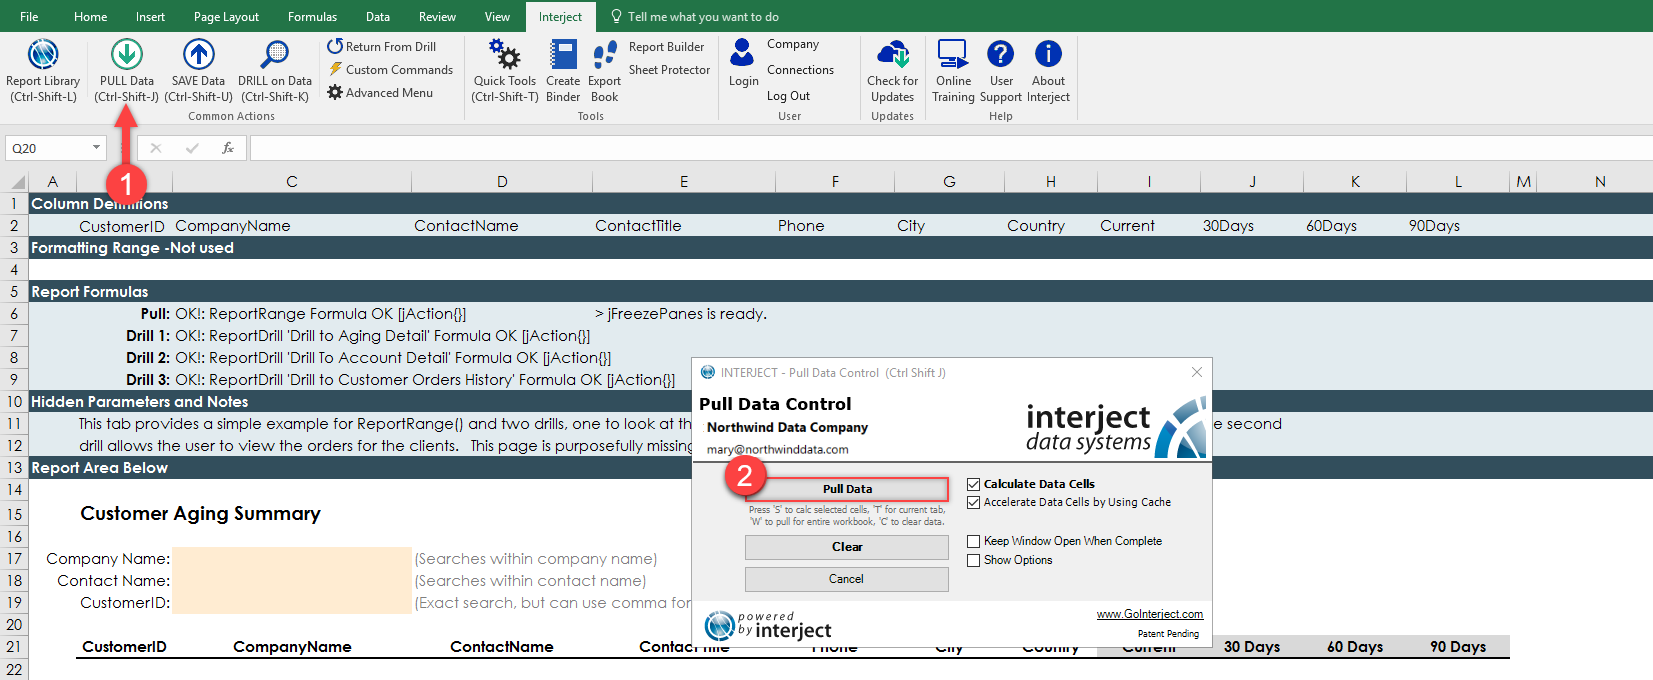 File Home Insert Page Layout Formulas Data Review View Interject Tell me what you want to do
Report Library (Ctrl-Shift-L)
PULL Data (Ctrl-Shift-J)
SAVE Data (Ctrl-Shift-U)
DRILL on Data (Ctrl-Shift-K)
Return From Drill
Custom Commands
Advanced Menu
Common Actions
Quick Tools (Ctrl-Shift-T)
Create Binder
Export Book
Report Builder
Sheet Protector
Tools
Login
Company
Connections
Log Out
User
Check for Updates
Updates
Online Training
User Support
About Interject
Help
Q20 fx
1
A C D E F G H I J K L M N
1 Column Definitions
2 CustomerID CompanyName ContactName ContactTitle Phone City Country Current 30Days 60Days 90Days
3 Formatting Range -Not used
4
5 Report Formulas
6 Pull: OK!: ReportRange Formula OK [jAction{}] > jFreezePanes is ready.
7 Drill 1: OK!: ReportDrill 'Drill to Aging Detail' Formula OK [jAction{}]
8 Drill 2: OK!: ReportDrill 'Drill To Account Detail' Formula OK [jAction{}]
9 Drill 3: OK!: ReportDrill 'Drill to Customer Orders History' Formula OK [jAction{}]
10 Hidden Parameters and Notes
11 This tab provides a simple example for ReportRange() and two drills, one to look at th e second
12 drill allows the user to view the orders for the clients. This page is purposefully missing
13 Report Area Below
14
15 Customer Aging Summary
16
17 Company Name: (Searches within company name)
18 Contact Name: (Searches within contact name)
19 CustomerID: (Exact search, but can use comma for
20
21 CustomerID CompanyName ContactName Contact Title Phone City Country Current 30 Days 60 Days 90 Days
22
INTERJECT - Pull Data Control (Ctrl Shift J)
Pull Data Control
Northwind Data Company
mary@northwinddata.com
interject
data systems
2
Pull Data
Press 'S' to calc selected cells, 'T' for current tab,
'W' to pull for entire workbook, 'C' to clear data.
Clear
Cancel
Calculate Data Cells
Accelerate Data Cells by Using Cache
Keep Window Open When Complete
Show Options
powered
by interject
www.GoInterject.com
Patent Pending